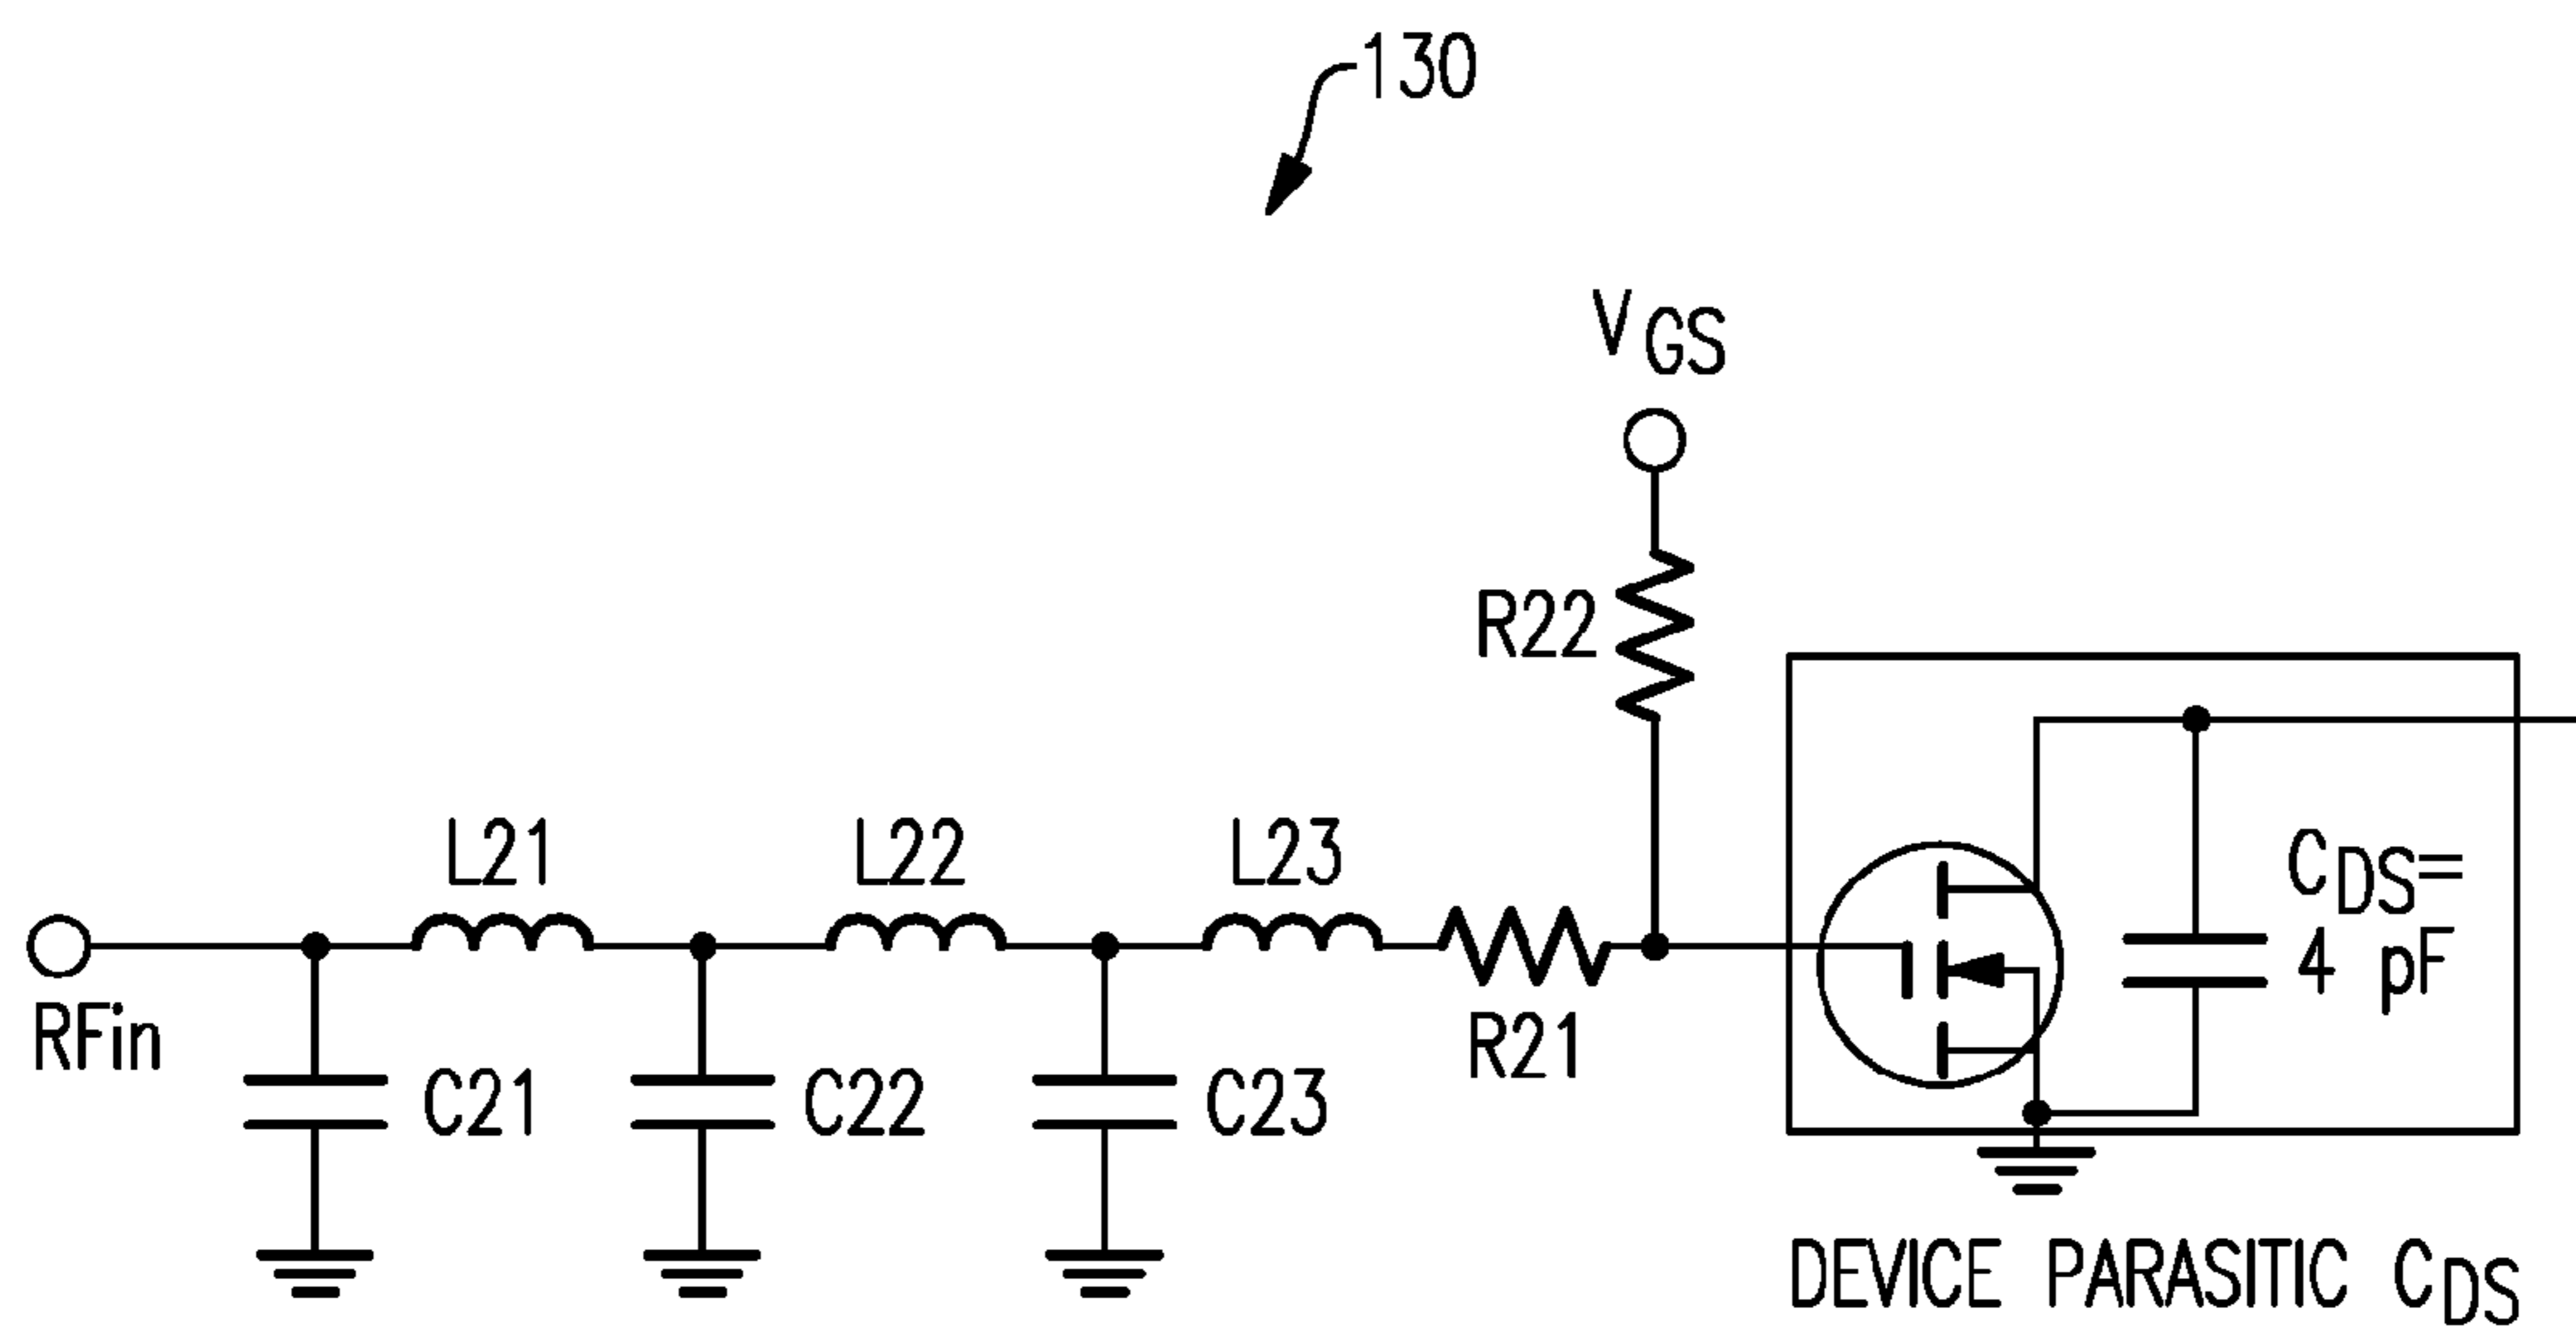 130
VGS
R22
L21
L22
L23
CDS=
4 pF
RFin
R21
C21
C22
C23
DEVICE PARASITIC CDS